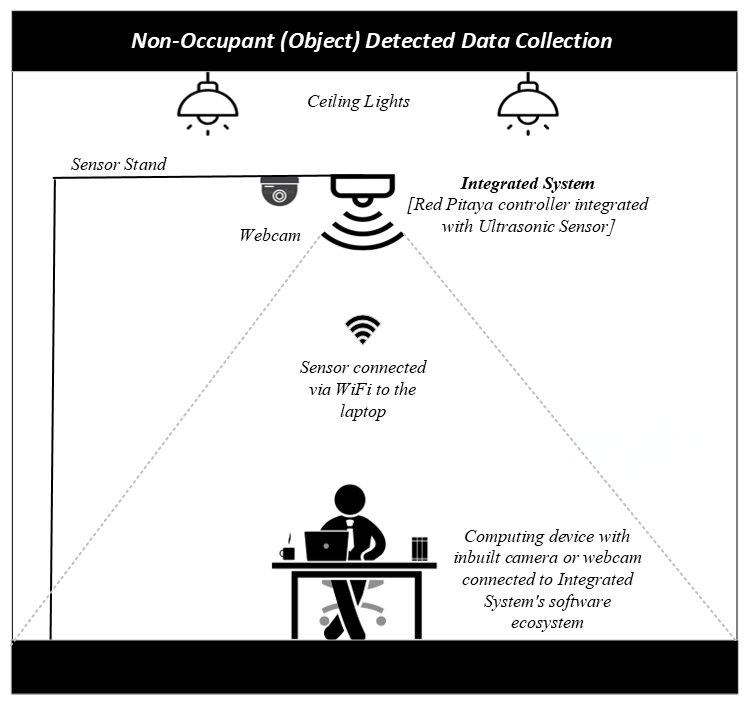 Non-Occupant (Object) Detected Data Collection
Ceiling Lights
Sensor Stand
Integrated System
[Red Pitaya controller integrated
with Ultrasonic Sensor]
Webcam
Sensor connected
via WiFi to the
laptop
Computing device with
inbuilt camera or webcam
connected to Integrated
System's software
ecosystem